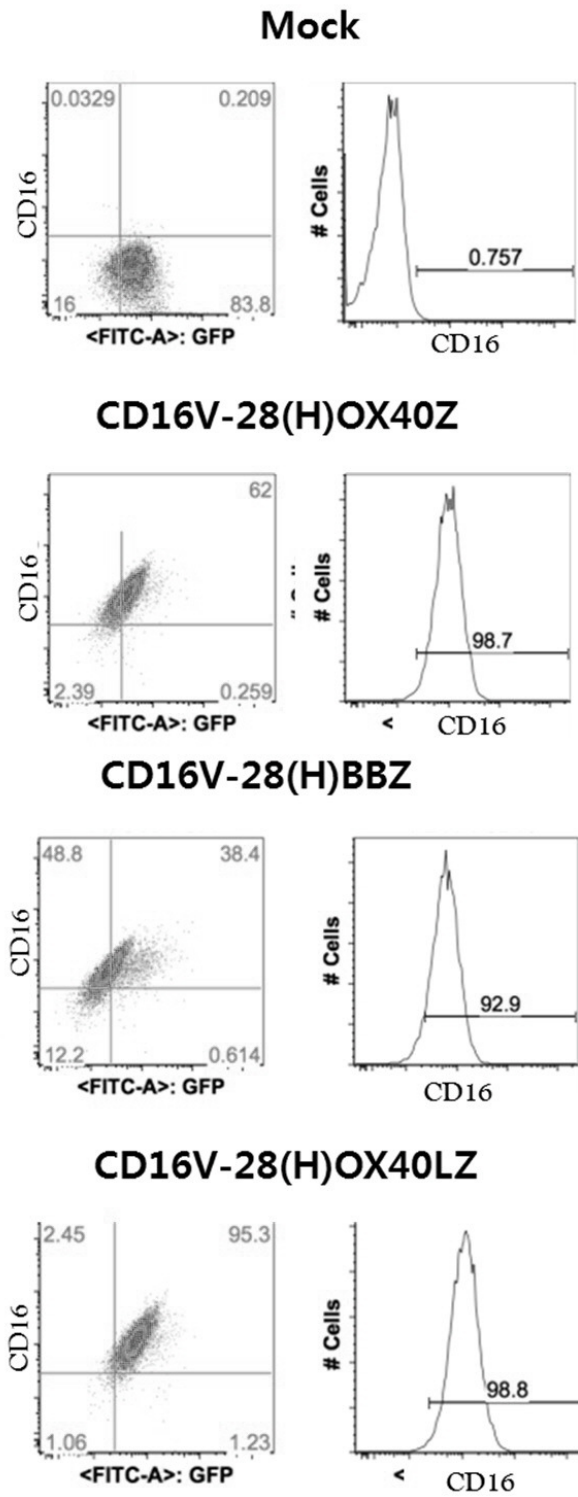 Mock
0.0329 0.209
CD16
16 83.8
<FITC-A>: GFP
# Cells
0.757
CD16
CD16V-28(H)OX40Z
62
CD16
2.39 0.259
<FITC-A>: GFP
# Cells
98.7
< CD16
CD16V-28(H)BBZ
48.8 38.4
CD16
12.2 0.614
<FITC-A>: GFP
# Cells
92.9
CD16
CD16V-28(H)OX40LZ
2.45 95.3
CD16
1.06 1.23
<FITC-A>: GFP
# Cells
98.8
< CD16